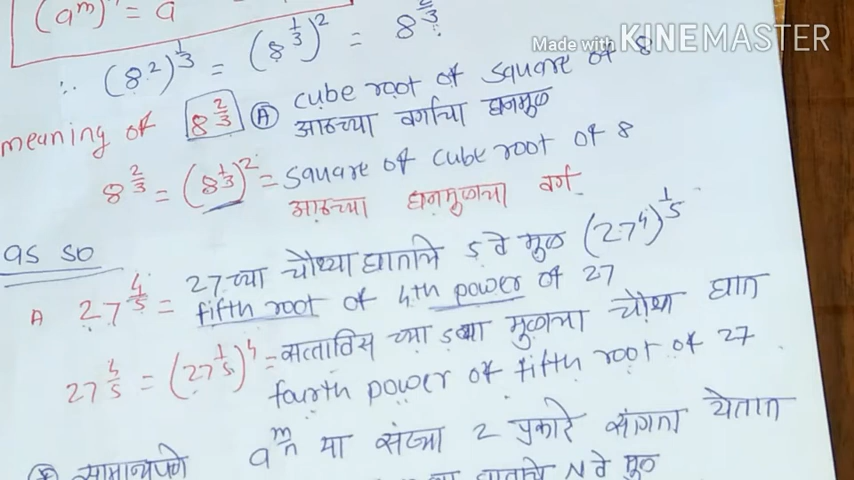 (a^m) = a
Made with KINEMASTER
∴ (8^2)^1/3 = (8^1/3)^2 = 8^2/3
meaning of 8^2/3 (A) cube root of square of 8
आठच्या वर्गाचा घनमुळ
8^2/3 = (8^1/3)^2 = square of cube root of 8
आठच्या घनमुळाचा वर्ग
as so
A 27^4/5 = 27 च्या चौथ्या घाताचे 5 वे मुळ (27^4)^1/5
fifth root of 4th power of 27
27^4/5 = (27^1/5)^4 = सत्ताविस च्या 5व्या मुळाचा चौथा घात
fourth power of fifth root of 27
सामान्यपणे a^m/n या संख्या 2 प्रकारे सांगता येतात
घाताचे N वे मुळ